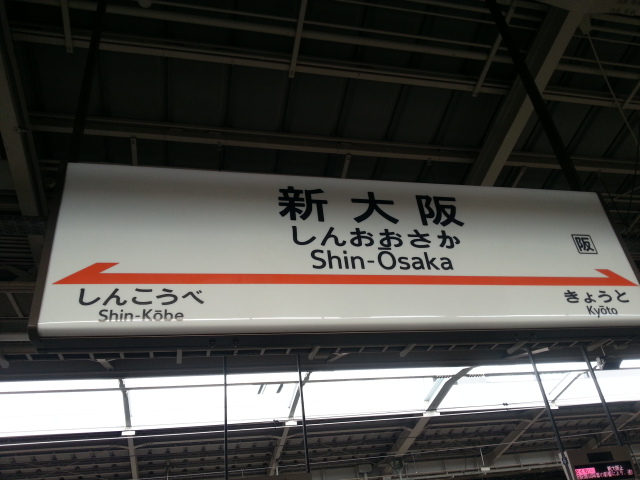 新大阪
しんおおさか
Shin-Ōsaka
阪
しんこうべ
Shin-Kōbe
きょうと
Kyōto